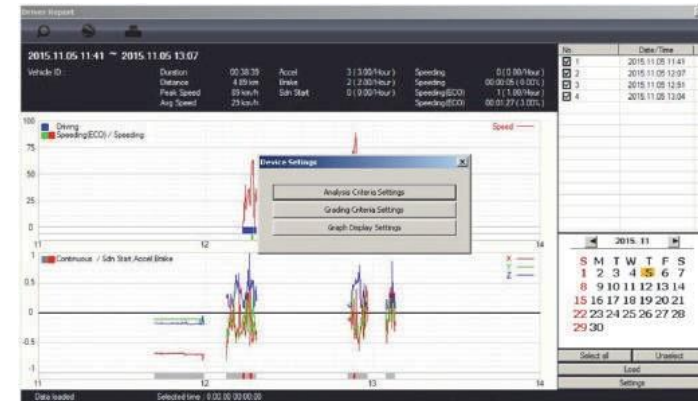 Driver Report
2015.11.05 11:41 ~ 2015.11.05 13:07
Vehicle ID :
Duration 00:38:39 Accel 3 ( 3.00/Hour ) Speeding 0 ( 0.00/Hour )
Distance 4.89 km Brake 2 ( 2.00/Hour ) Speeding 00:00:05 ( 0.00% )
Peak Speed 89 km/h Sdn Start 0 ( 0.00/Hour ) Speeding(ECO) 1 ( 1.00/Hour )
Avg Speed 29 km/h Speeding(ECO) 00:01:27 ( 3.00% )
No. Date/Time
1 2015.11.05 11:41
2 2015.11.05 12:07
3 2015.11.05 12:51
4 2015.11.05 13:04
100 Driving Speed
Speeding(ECO) / Speeding
75
50
25
0
11 12 14
Device Settings
Analysis Criteria Settings
Grading Criteria Settings
Graph Display Settings
1 Continuous / Sdn Start,Accel,Brake X
Y
Z
0.5
0
-0.5
-1
11 12 13 14
2015. 11
S M T W T F S
1 2 3 4 5 6 7
8 9 10 11 12 13 14
15 16 17 18 19 20 21
22 23 24 25 26 27 28
29 30
Select all Unselect
Load
Settings
Data loaded Selected time : 0:00:00 00:00:00